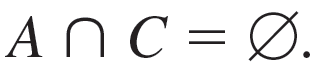 A ∩ C = ∅.